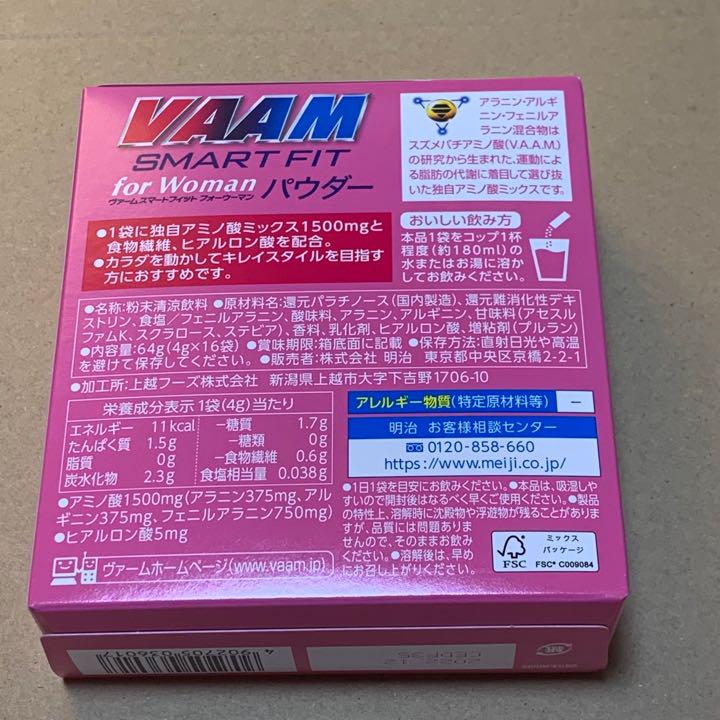 VAAM
SMART FIT
for Woman パウダー
ヴァームスマートフィット フォーウーマン
アラニン・アルギ
ニン・フェニルア
ラニン混合物は
スズメバチアミノ酸(V.A.A.M.)
の研究から生まれた、運動によ
る脂肪の代謝に着目して選び抜
いた独自アミノ酸ミックスです。
●1袋に独自アミノ酸ミックス1500mgと
食物繊維、ヒアルロン酸を配合。
●カラダを動かしてキレイスタイルを目指す
方におすすめです。
おいしい飲み方
本品1袋をコップ1杯
程度(約180ml)の
水またはお湯に溶か
してお飲みください。
●名称:粉末清涼飲料 ●原材料名:還元パラチノース(国内製造)、還元難消化性デキ
ストリン、食塩/フェニルアラニン、酸味料、アラニン、アルギニン、甘味料(アセスル
ファムK、スクラロース、ステビア)、香料、乳化剤、ヒアルロン酸、増粘剤(プルラン)
●内容量:64g(4g×16袋) ●賞味期限:箱底面に記載 ●保存方法:直射日光や高温
を避けて保存してください。 ●販売者:株式会社 明治 東京都中央区京橋2-2-1
●加工所:上越フーズ株式会社 新潟県上越市大字下吉野1706-10
栄養成分表示 1袋(4g)当たり
エネルギー 11kcal −糖質 1.7g
たんぱく質 1.5g −糖類 0g
脂質 0g −食物繊維 0.6g
炭水化物 2.3g 食塩相当量 0.038g
●アミノ酸1500mg(アラニン375mg、アル
ギニン375mg、フェニルアラニン750mg)
●ヒアルロン酸5mg
ヴァームホームページ(www.vaam.jp)
アレルギー物質(特定原材料等) −
明治 お客様相談センター
0120-858-660
https://www.meiji.co.jp/
●1日1袋を目安にお飲みください。●本品は、吸湿しや
すいので開封後はなるべく早くご使用ください。●製品
の特性上、溶解時に沈殿物や浮遊物が残ることがありま
すが、品質には問題ありま
せんので、そのままお飲み
ください。●溶解後は、早め
にお召し上がりください。
FSC
ミックス
パッケージ
FSC® C009084
4 902705 036017
2022.12
CEDF35